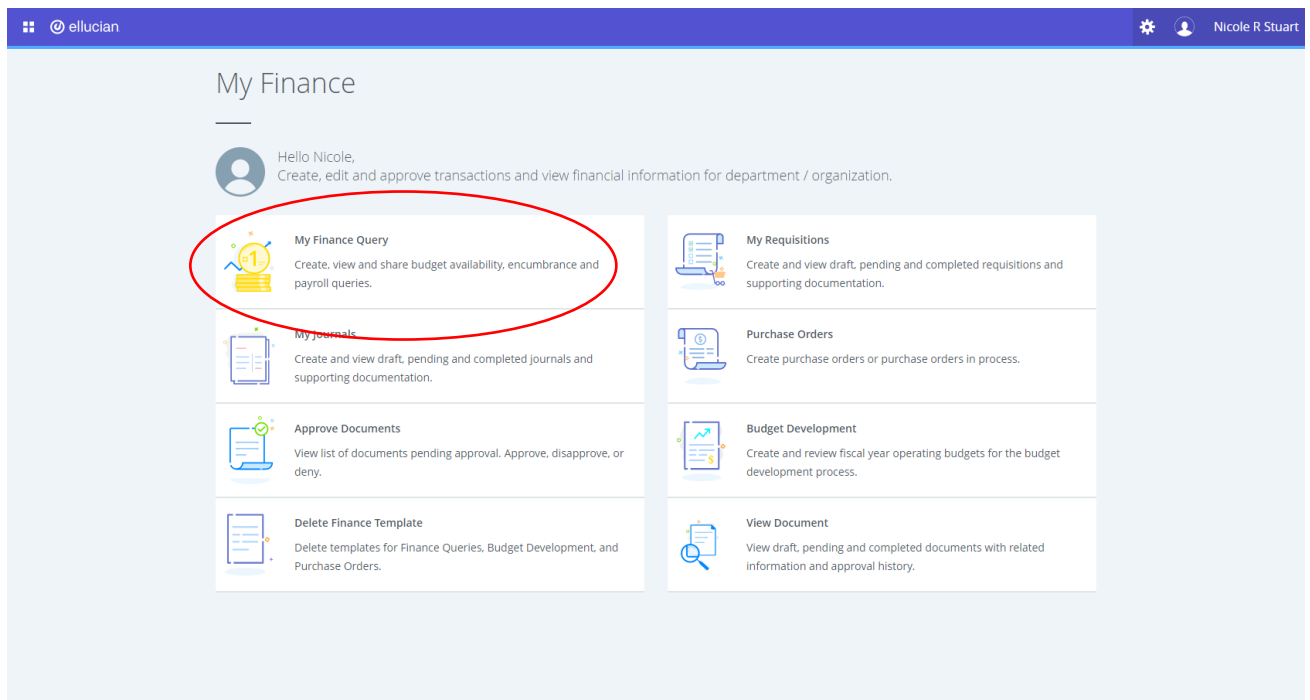 ellucian
Nicole R Stuart
My Finance
Hello Nicole,
Create, edit and approve transactions and view financial information for department / organization.
My Finance Query
Create, view and share budget availability, encumbrance and
payroll queries.
My Requisitions
Create and view draft, pending and completed requisitions and
supporting documentation.
My Journals
Create and view draft, pending and completed journals and
supporting documentation.
Purchase Orders
Create purchase orders or purchase orders in process.
Approve Documents
View list of documents pending approval. Approve, disapprove, or
deny.
Budget Development
Create and review fiscal year operating budgets for the budget
development process.
Delete Finance Template
Delete templates for Finance Queries, Budget Development, and
Purchase Orders.
View Document
View draft, pending and completed documents with related
information and approval history.